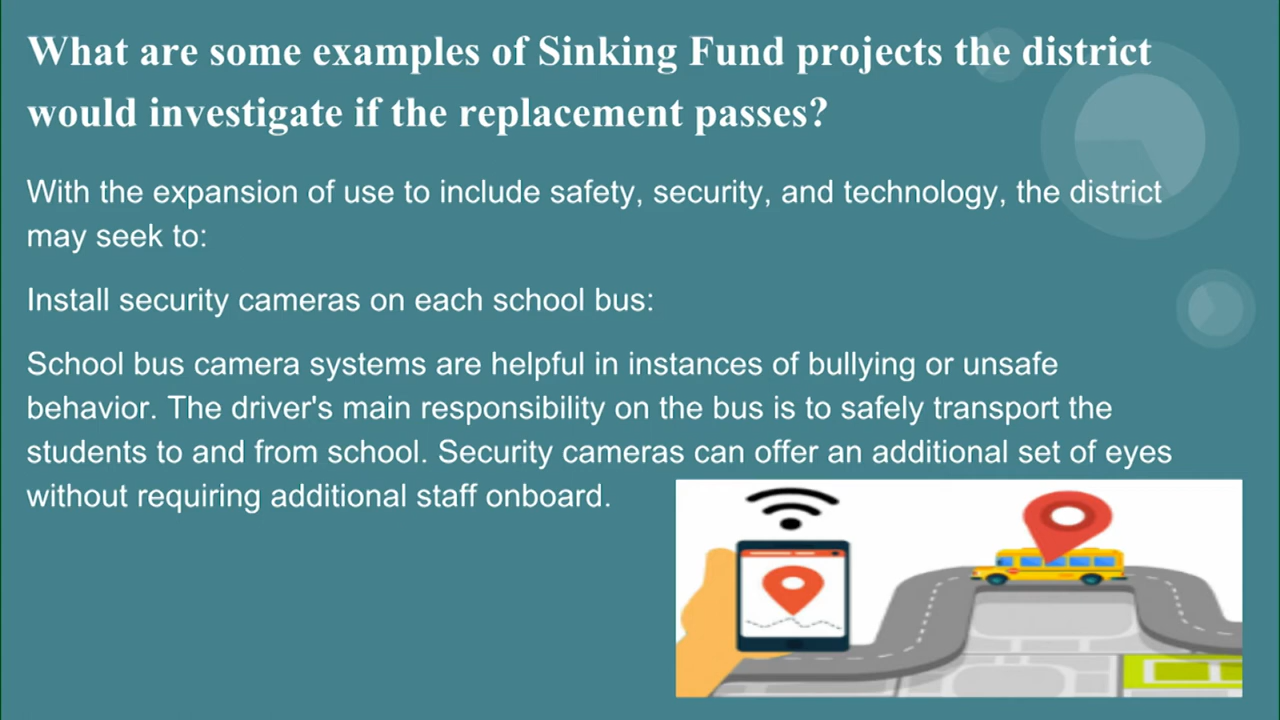 What are some examples of Sinking Fund projects the district
would investigate if the replacement passes?
With the expansion of use to include safety, security, and technology, the district
may seek to:
Install security cameras on each school bus:
School bus camera systems are helpful in instances of bullying or unsafe
behavior. The driver's main responsibility on the bus is to safely transport the
students to and from school. Security cameras can offer an additional set of eyes
without requiring additional staff onboard.